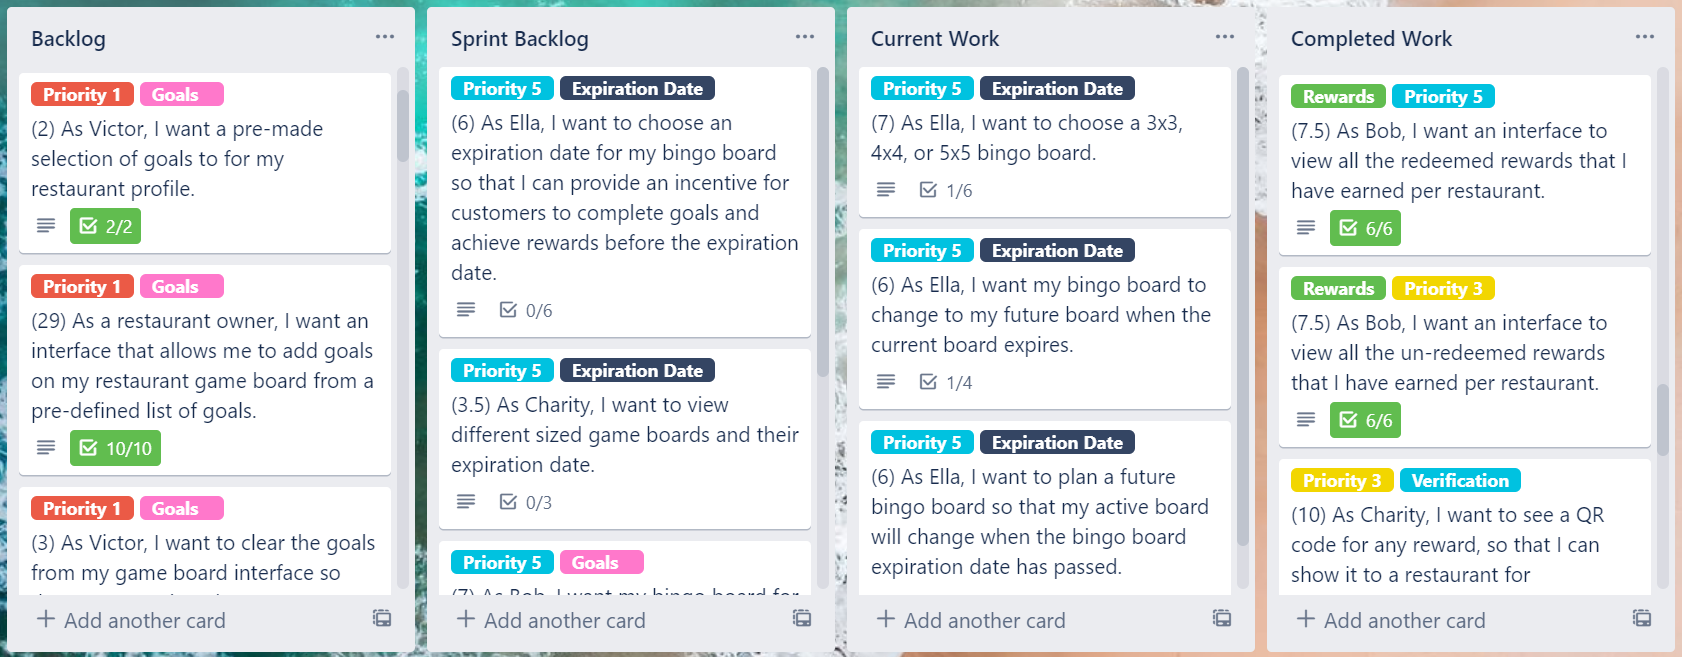 Backlog
Priority 1 Goals
(2) As Victor, I want a pre-made
selection of goals to for my
restaurant profile.
2/2
Priority 1 Goals
(29) As a restaurant owner, I want an
interface that allows me to add goals
on my restaurant game board from a
pre-defined list of goals.
10/10
Priority 1 Goals
(3) As Victor, I want to clear the goals
from my game board interface so
+ Add another card
Sprint Backlog
Priority 5 Expiration Date
(6) As Ella, I want to choose an
expiration date for my bingo board
so that I can provide an incentive for
customers to complete goals and
achieve rewards before the expiration
date.
0/6
Priority 5 Expiration Date
(3.5) As Charity, I want to view
different sized game boards and their
expiration date.
0/3
Priority 5 Goals
(7) As Bob, I want my bingo board for
+ Add another card
Current Work
Priority 5 Expiration Date
(7) As Ella, I want to choose a 3x3,
4x4, or 5x5 bingo board.
1/6
Priority 5 Expiration Date
(6) As Ella, I want my bingo board to
change to my future board when the
current board expires.
1/4
Priority 5 Expiration Date
(6) As Ella, I want to plan a future
bingo board so that my active board
will change when the bingo board
expiration date has passed.
+ Add another card
Completed Work
Rewards Priority 5
(7.5) As Bob, I want an interface to
view all the redeemed rewards that I
have earned per restaurant.
6/6
Rewards Priority 3
(7.5) As Bob, I want an interface to
view all the un-redeemed rewards
that I have earned per restaurant.
6/6
Priority 3 Verification
(10) As Charity, I want to see a QR
code for any reward, so that I can
show it to a restaurant for
+ Add another card